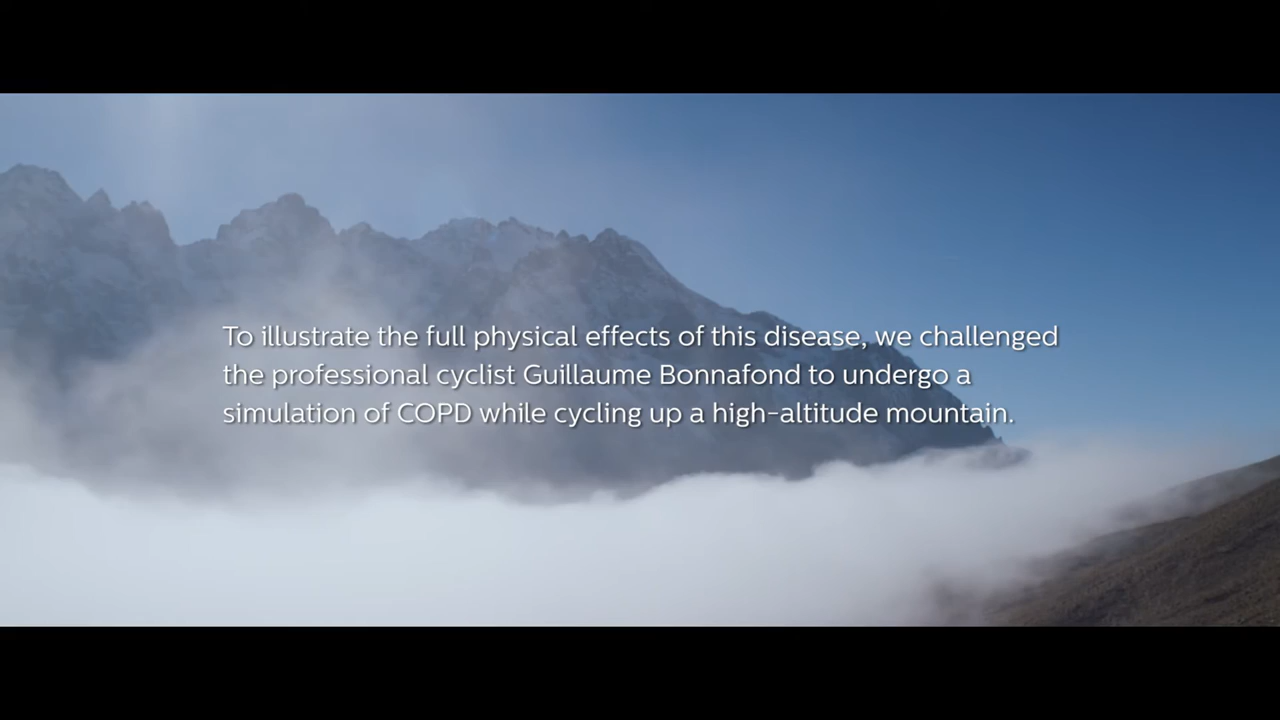 To illustrate the full physical effects of this disease, we challenged
the professional cyclist Guillaume Bonnafond to undergo a
simulation of COPD while cycling up a high-altitude mountain.